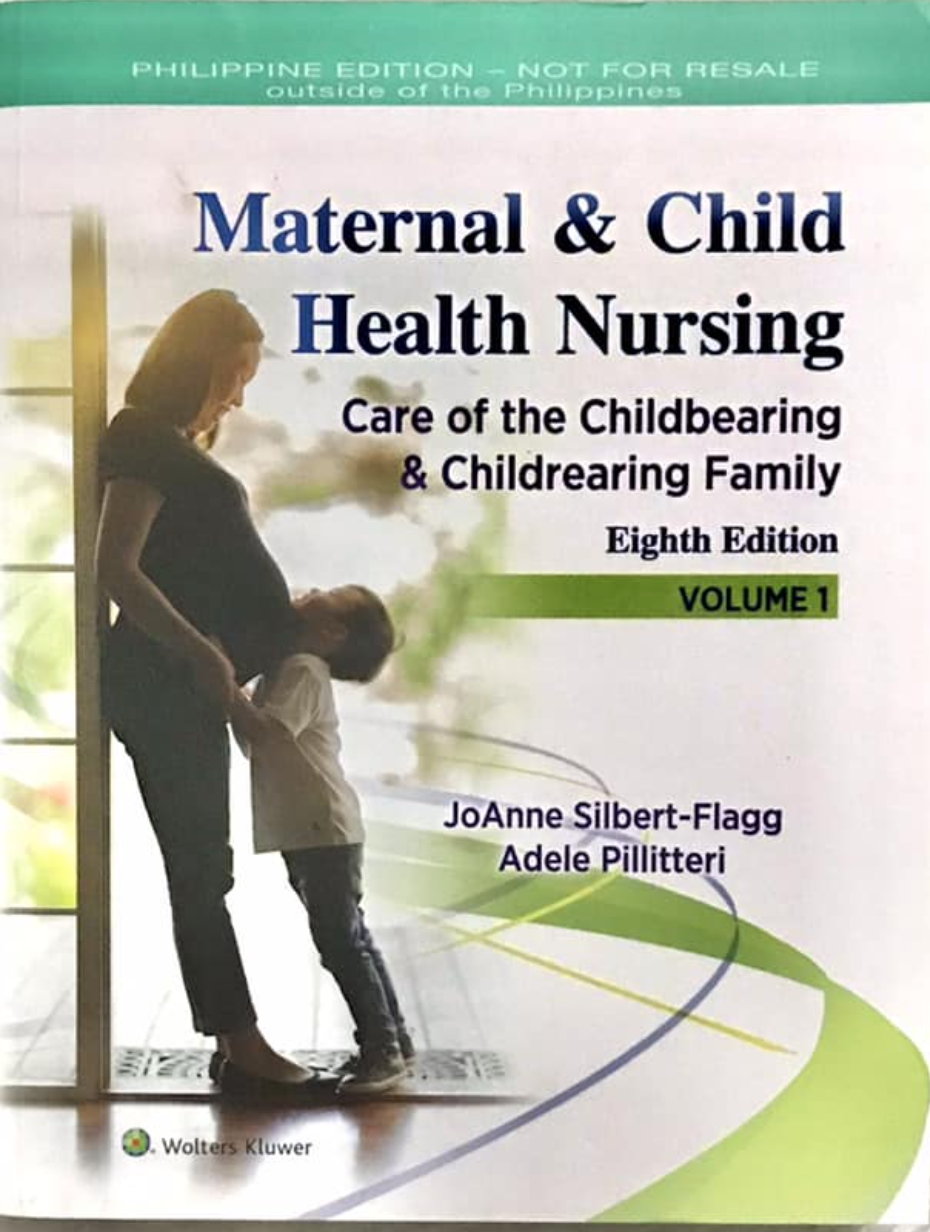 PHILIPPINE EDITION – NOT FOR RESALE
outside of the Philippines
Maternal & Child
Health Nursing
Care of the Childbearing
& Childrearing Family
Eighth Edition
VOLUME 1
JoAnne Silbert-Flagg
Adele Pillitteri
Wolters Kluwer